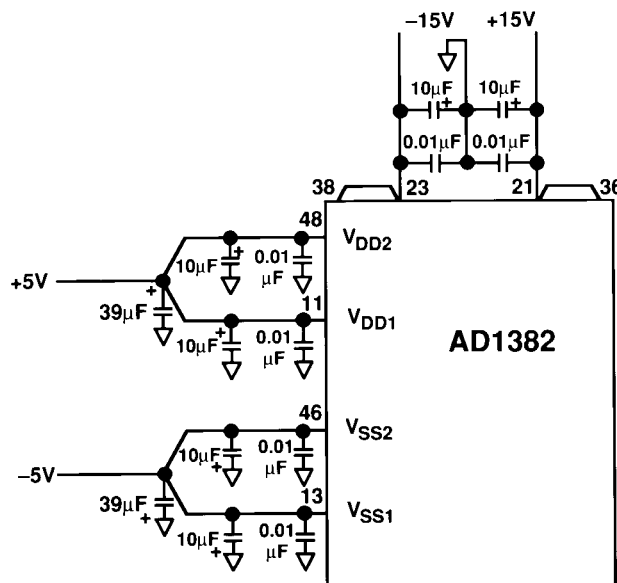 –15V +15V
10µF + 10µF +
0.01µF 0.01µF
38 23 21 36
48
VDD2
+ 0.01
10µF µF
+5V
+
39µF
11
VDD1
+ 0.01
10µF µF
AD1382
46
VSS2
0.01
10µF µF
+
–5V
39µF
+
13
VSS1
0.01
10µF µF
+